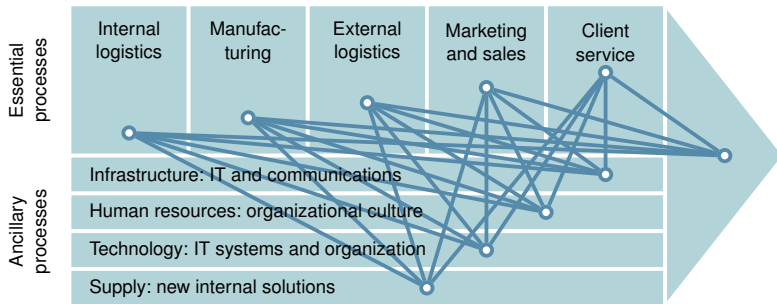 Essential
processes
Internal
logistics
Manufac-
turing
External
logistics
Marketing
and sales
Client
service
Ancillary
processes
Infrastructure: IT and communications
Human resources: organizational culture
Technology: IT systems and organization
Supply: new internal solutions